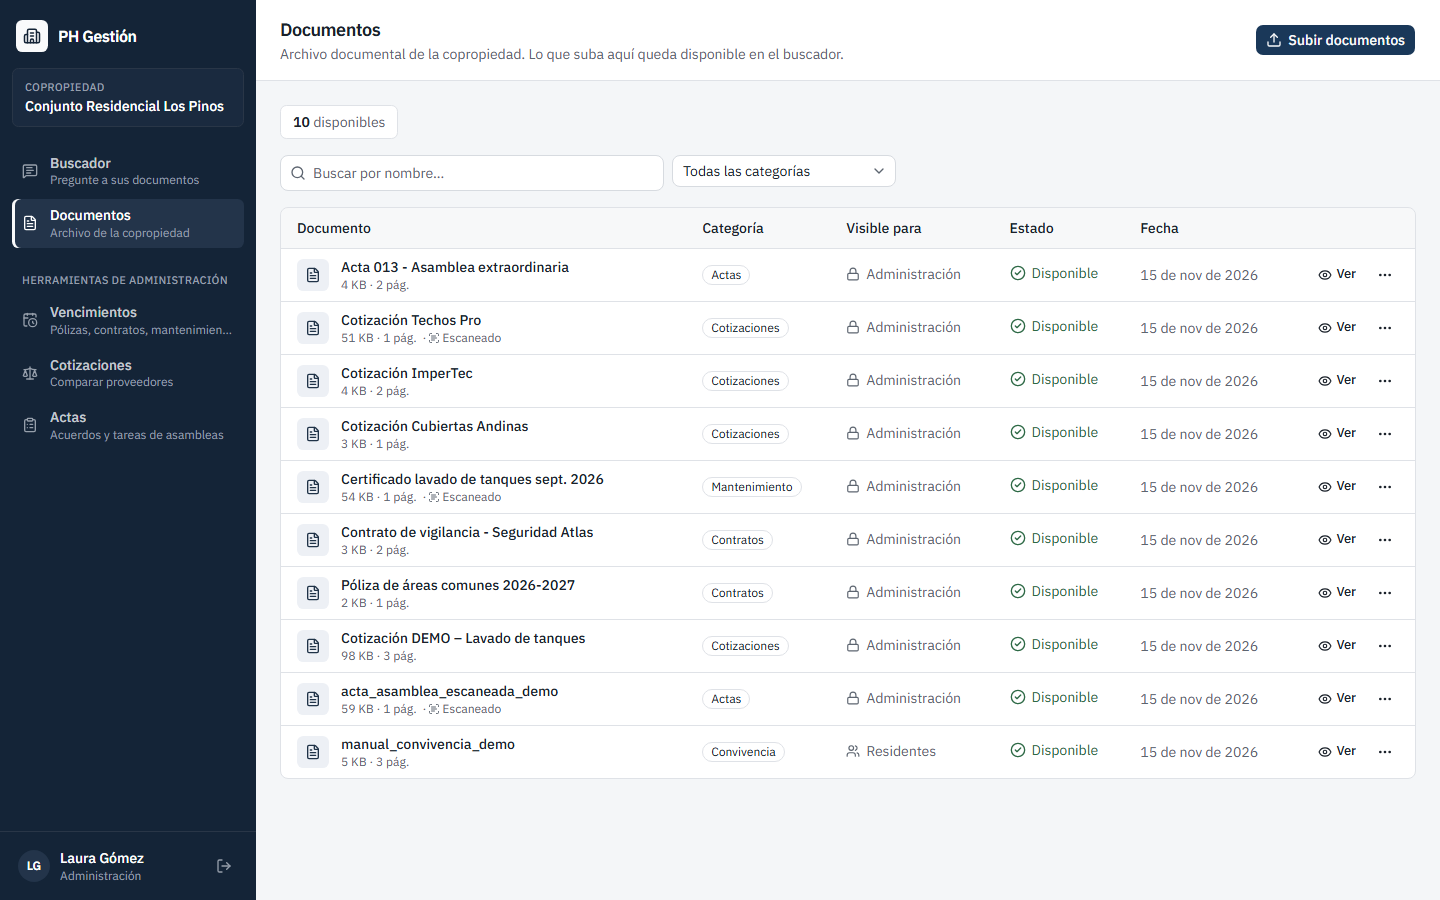 PH Gestión
COPROPIEDAD
Conjunto Residencial Los Pinos
Buscador
Pregunte a sus documentos
Documentos
Archivo de la copropiedad
HERRAMIENTAS DE ADMINISTRACIÓN
Vencimientos
Pólizas, contratos, mantenimien...
Cotizaciones
Comparar proveedores
Actas
Acuerdos y tareas de asambleas
LG
Laura Gómez
Administración
Documentos
Archivo documental de la copropiedad. Lo que suba aquí queda disponible en el buscador.
Subir documentos
10 disponibles
Buscar por nombre...
Todas las categorías
Documento Categoría Visible para Estado Fecha
Acta 013 - Asamblea extraordinaria
4 KB · 2 pág.
Actas Administración Disponible 15 de nov de 2026 Ver
Cotización Techos Pro
51 KB · 1 pág. · Escaneado
Cotizaciones Administración Disponible 15 de nov de 2026 Ver
Cotización ImperTec
4 KB · 2 pág.
Cotizaciones Administración Disponible 15 de nov de 2026 Ver
Cotización Cubiertas Andinas
3 KB · 1 pág.
Cotizaciones Administración Disponible 15 de nov de 2026 Ver
Certificado lavado de tanques sept. 2026
54 KB · 1 pág. · Escaneado
Mantenimiento Administración Disponible 15 de nov de 2026 Ver
Contrato de vigilancia - Seguridad Atlas
3 KB · 2 pág.
Contratos Administración Disponible 15 de nov de 2026 Ver
Póliza de áreas comunes 2026-2027
2 KB · 1 pág.
Contratos Administración Disponible 15 de nov de 2026 Ver
Cotización DEMO – Lavado de tanques
98 KB · 3 pág.
Cotizaciones Administración Disponible 15 de nov de 2026 Ver
acta_asamblea_escaneada_demo
59 KB · 1 pág. · Escaneado
Actas Administración Disponible 15 de nov de 2026 Ver
manual_convivencia_demo
5 KB · 3 pág.
Convivencia Residentes Disponible 15 de nov de 2026 Ver